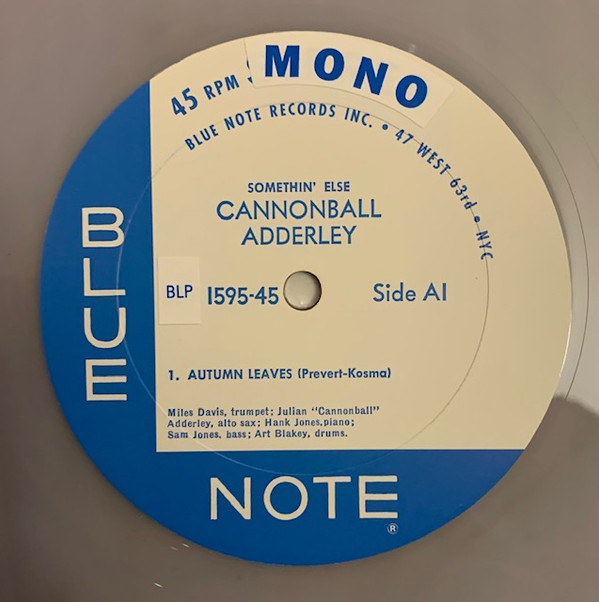 MONO
45 RPM S
BLUE NOTE RECORDS INC. • 47 WEST 63rd • NYC
SOMETHIN' ELSE
CANNONBALL
ADDERLEY
BLP 1595-45 Side A1
1. AUTUMN LEAVES (Prevert-Kosma)
Miles Davis, trumpet; Julian "Cannonball"
Adderley, alto sax; Hank Jones,piano;
Sam Jones, bass; Art Blakey, drums.
BLUE
NOTE
®